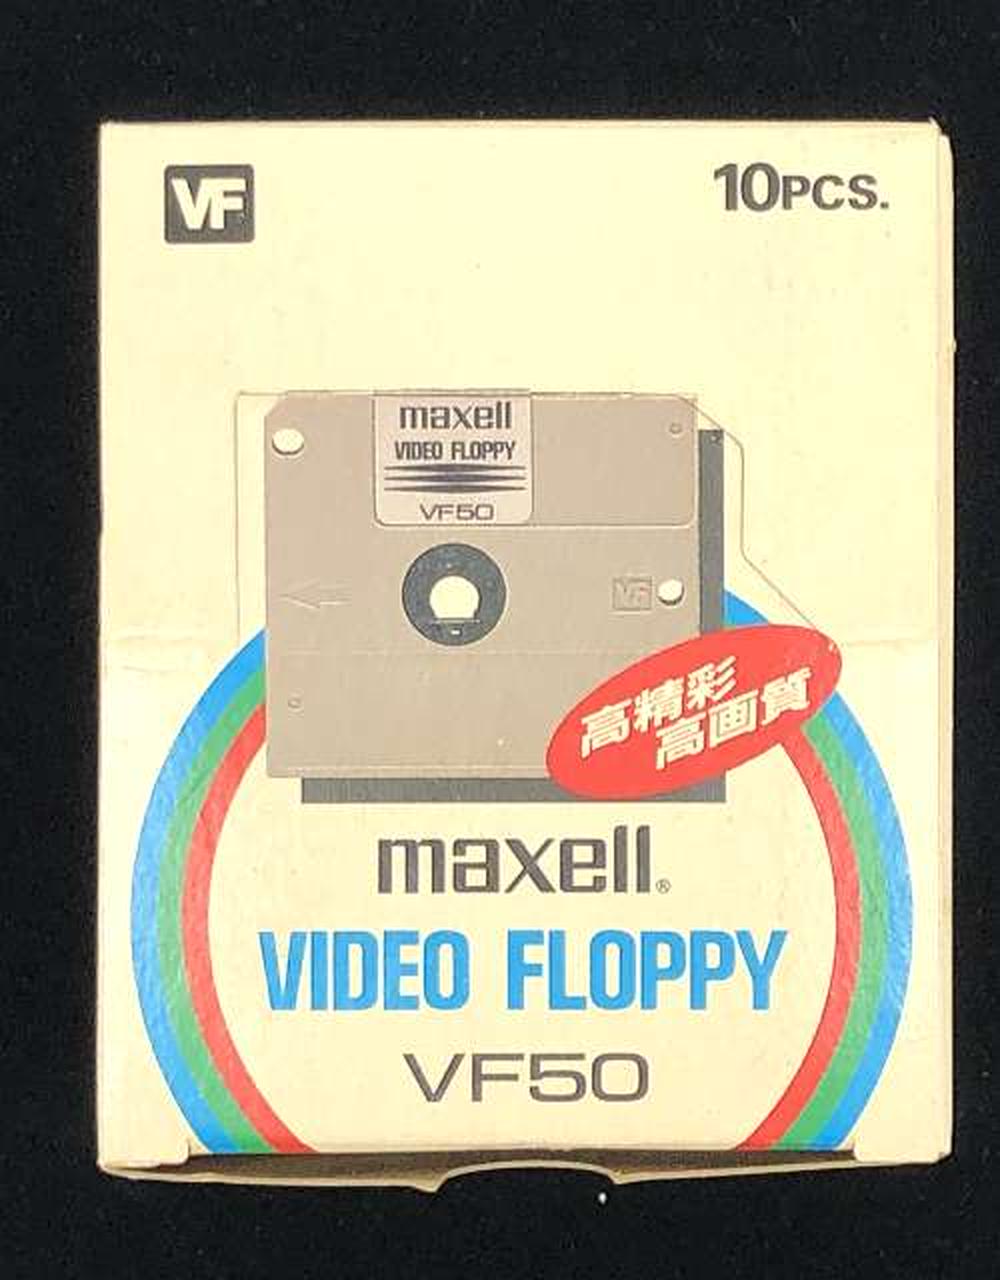 VF
10PCS.
maxell
VIDEO FLOPPY
VF50
VF
高精彩
高画質
maxell®
VIDEO FLOPPY
VF50